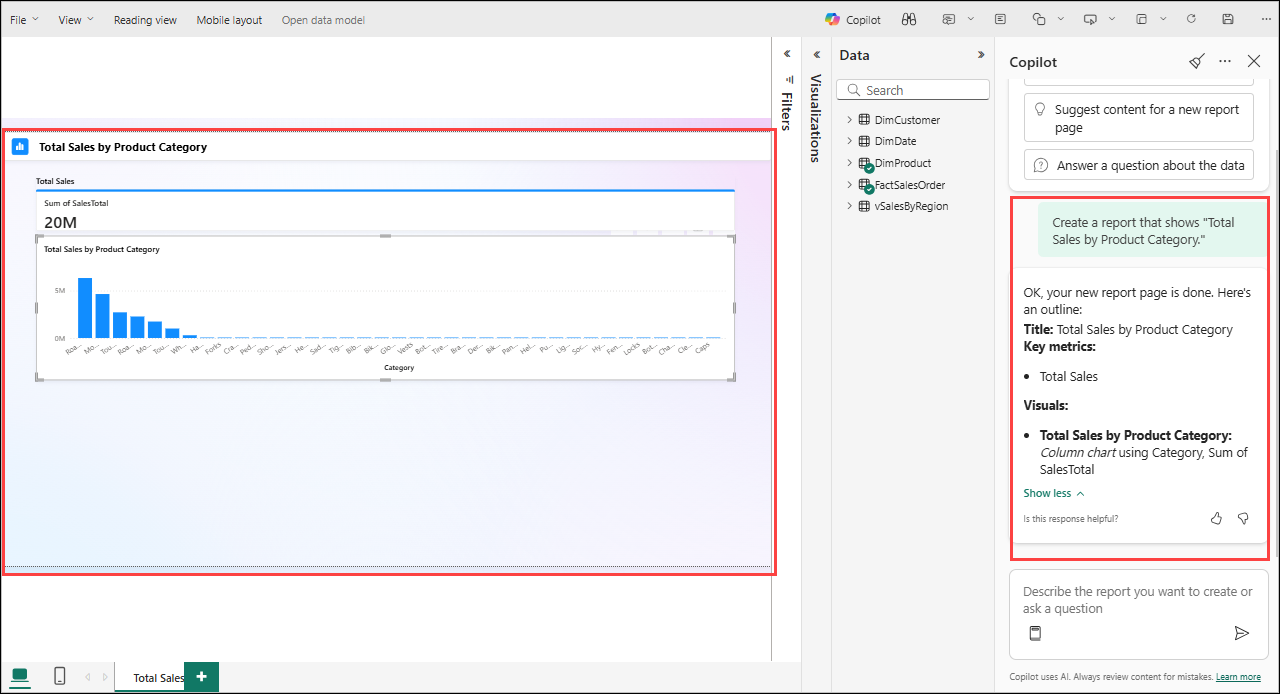 File View Reading view Mobile layout Open data model Copilot
Total Sales by Product Category
Total Sales
Sum of SalesTotal
20M
Total Sales by Product Category
5M
0M
Roa... Mo... Tou... Roa... Mo... Tou... Wh... Ha... Forks Cra... Ped... Sho... Jers... He... Sad... Tig... Bib... Bik... Glo... Vests Bot... Tire... Bra... Der... Bik... Pan... Hel... Pu... Lig... Soc... Hy... Fen... Locks Bot... Cha... Cle... Caps
Category
Filters
Visualizations
Data
Search
DimCustomer
DimDate
DimProduct
FactSalesOrder
vSalesByRegion
Copilot
Suggest content for a new report
page
Answer a question about the data
Create a report that shows "Total
Sales by Product Category."
OK, your new report page is done. Here's
an outline:
Title: Total Sales by Product Category
Key metrics:
• Total Sales
Visuals:
• Total Sales by Product Category:
Column chart using Category, Sum of
SalesTotal
Show less
Is this response helpful?
Describe the report you want to create or
ask a question
Copilot uses AI. Always review content for mistakes. Learn more
Total Sales